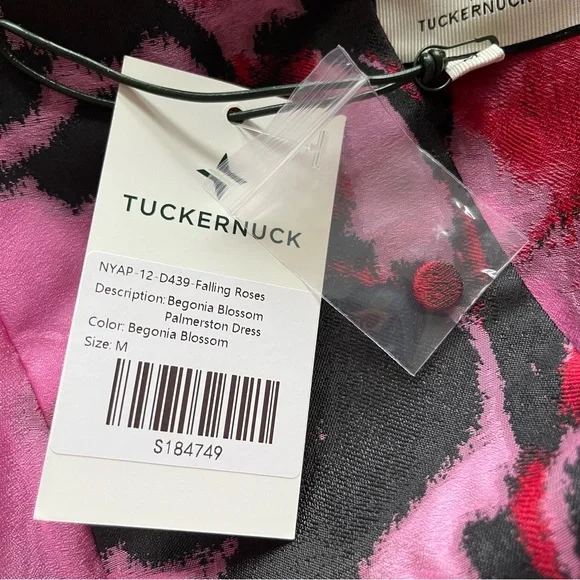 TUCKERNUCK
TUCKERNUCK
NYAP-12-D439-Falling Roses
Description: Begonia Blossom
Palmerston Dress
Color: Begonia Blossom
Size: M
S184749